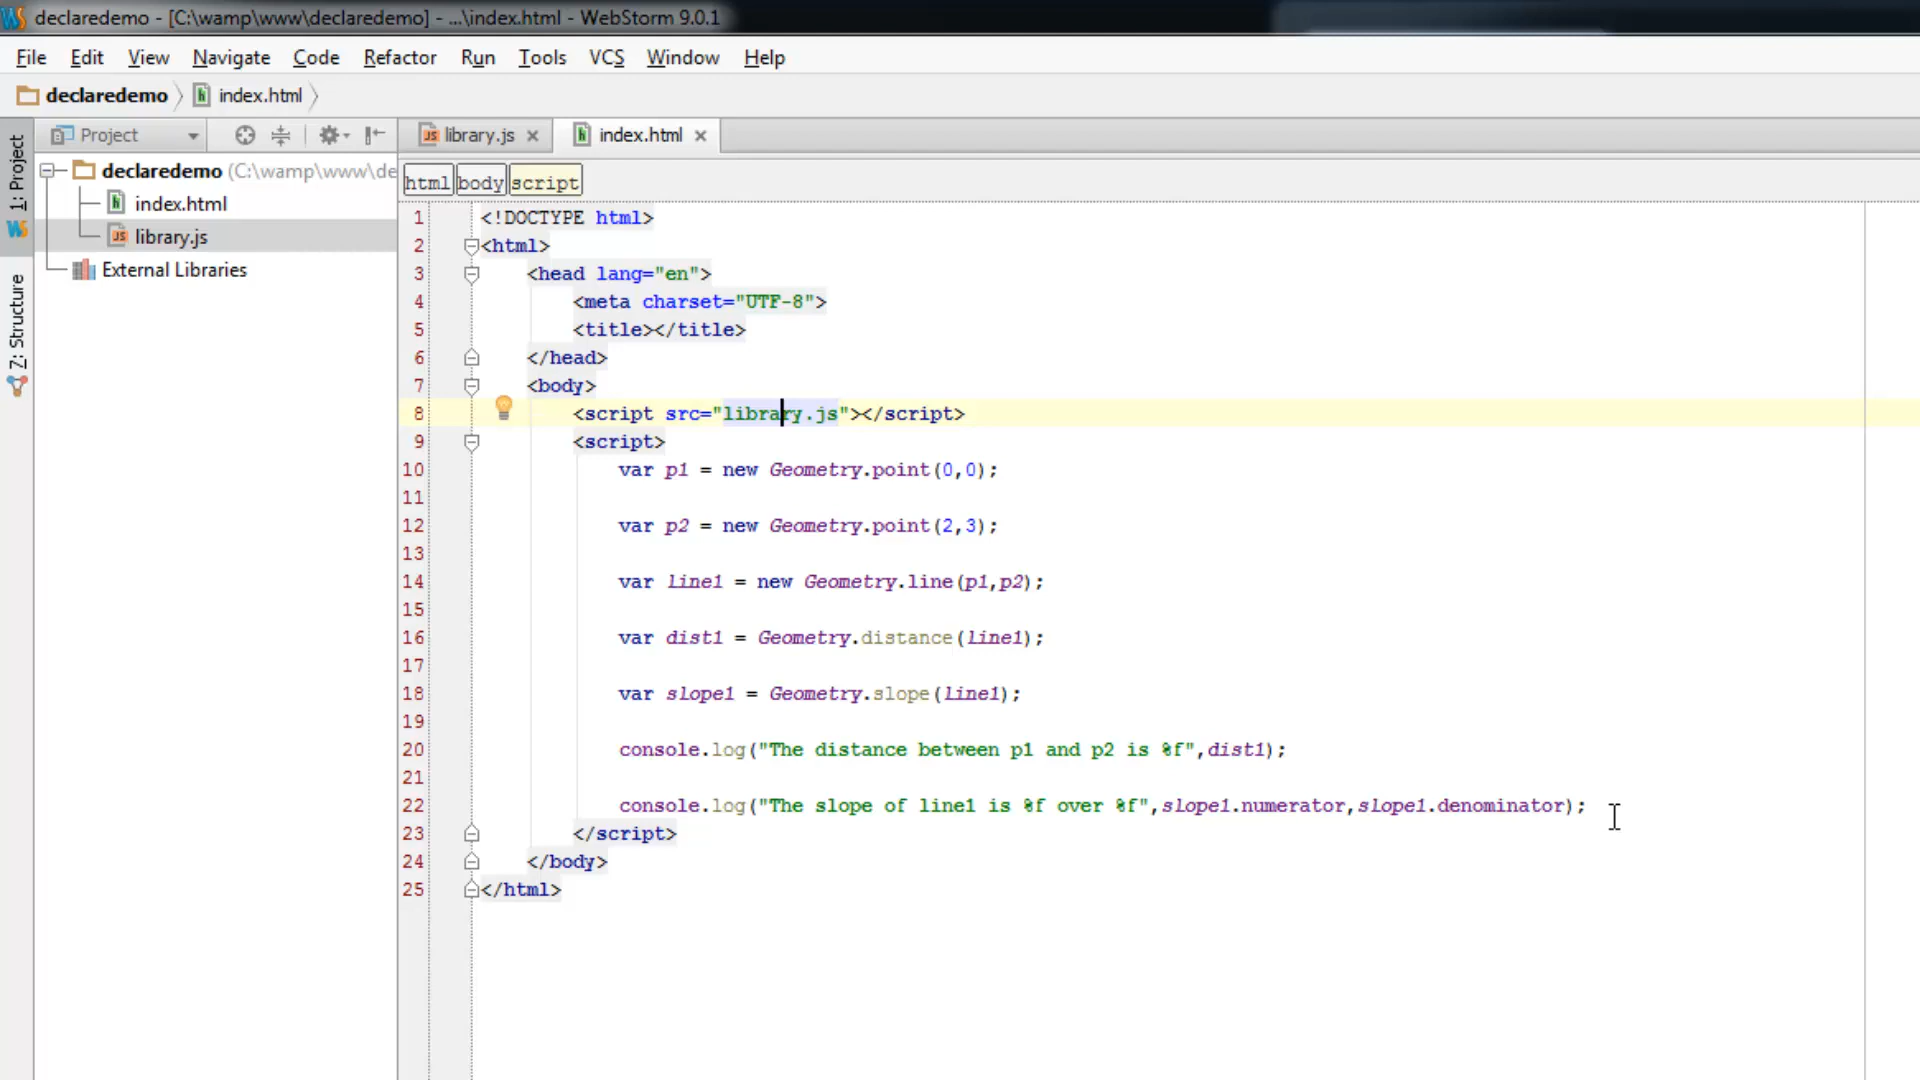 declaredemo - [C:\wamp\www\declaredemo] - ...\index.html - WebStorm 9.0.1
File Edit View Navigate Code Refactor Run Tools VCS Window Help
declaredemo index.html
1: Project
Z: Structure
Project
declaredemo (C:\wamp\www\de
index.html
library.js
External Libraries
library.js index.html
html body script
1 <!DOCTYPE html>
2 <html>
3 <head lang="en">
4 <meta charset="UTF-8">
5 <title></title>
6 </head>
7 <body>
8 <script src="library.js"></script>
9 <script>
10 var p1 = new Geometry.point(0,0);
11
12 var p2 = new Geometry.point(2,3);
13
14 var line1 = new Geometry.line(p1,p2);
15
16 var dist1 = Geometry.distance(line1);
17
18 var slope1 = Geometry.slope(line1);
19
20 console.log("The distance between p1 and p2 is %f",dist1);
21
22 console.log("The slope of line1 is %f over %f",slope1.numerator,slope1.denominator);
23 </script>
24 </body>
25 </html>